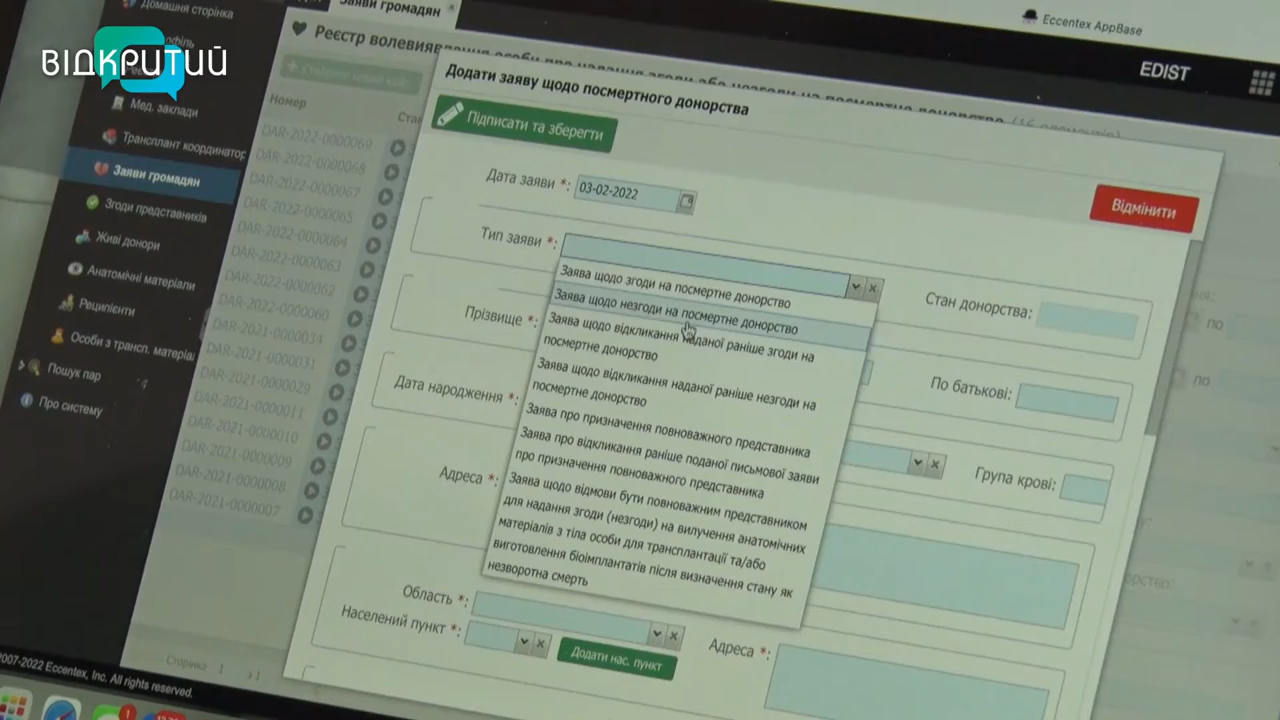 ВІДКРИТИЙ
Домашня сторінка
Мед. заклади
Трансплант координатор
Заяви громадян
Згоди представників
Живі донори
Анатомічні матеріали
Реципієнти
Особи з трансп. матеріа
Пошук пар
Про систему
2007-2022 Eccentex, Inc. All rights reserved.
Заяви громадян
Eccentex AppBase
EDIST
Реєстр волевиявлення особи про надання згоди або незгоди на посмертне донорство
Номер
DAR-2022-0000069
DAR-2022-0000068
DAR-2022-0000067
DAR-2022-0000065
DAR-2022-0000064
DAR-2022-0000063
DAR-2022-0000062
DAR-2022-0000060
DAR-2021-0000034
DAR-2021-0000031
DAR-2021-0000029
DAR-2021-0000011
DAR-2021-0000010
DAR-2021-0000009
DAR-2021-0000008
DAR-2021-0000007
Сторінка 1
Додати заяву щодо посмертного донорства
Підписати та зберегти
Відмінити
Дата заяви *: 03-02-2022
Тип заяви *:
Стан донорства:
Заява щодо згоди на посмертне донорство
Заява щодо незгоди на посмертне донорство
Заява щодо відкликання наданої раніше згоди на
посмертне донорство
Заява щодо відкликання наданої раніше незгоди на
посмертне донорство
Заява про призначення повноважного представника
Заява про відкликання раніше поданої письмової заяви
про призначення повноважного представника
Заява щодо відмови бути повноважним представником
для надання згоди (незгоди) на вилучення анатомічних
матеріалів з тіла особи для трансплантації та/або
виготовлення біоімплантатів після визначення стану як
незворотна смерть
Прізвище *:
По батькові:
Дата народження *:
Група крові:
Адреса *:
Область *:
Населений пункт *:
Додати нас. пункт
Адреса *:
по
по